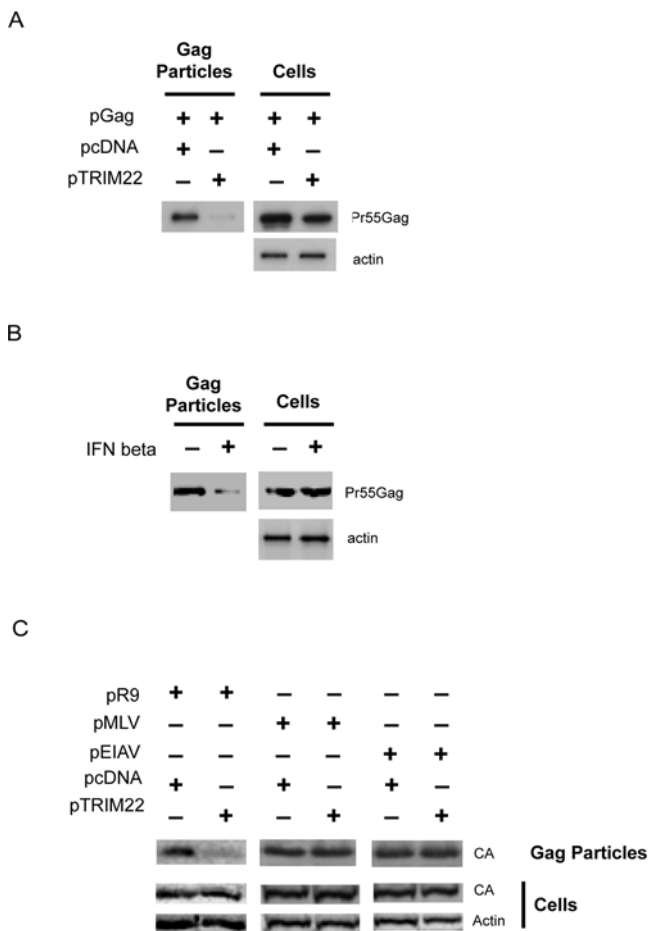 A
Gag
Particles Cells
pGag + + + +
pcDNA + – + –
pTRIM22 – + – +
Pr55Gag
actin
B
Gag
Particles Cells
IFN beta – + – +
Pr55Gag
actin
C
pR9 + + – – – –
pMLV – – + + – –
pEIAV – – – – + +
pcDNA + – + – + –
pTRIM22 – + – + – +
CA Gag Particles
CA
Cells
Actin